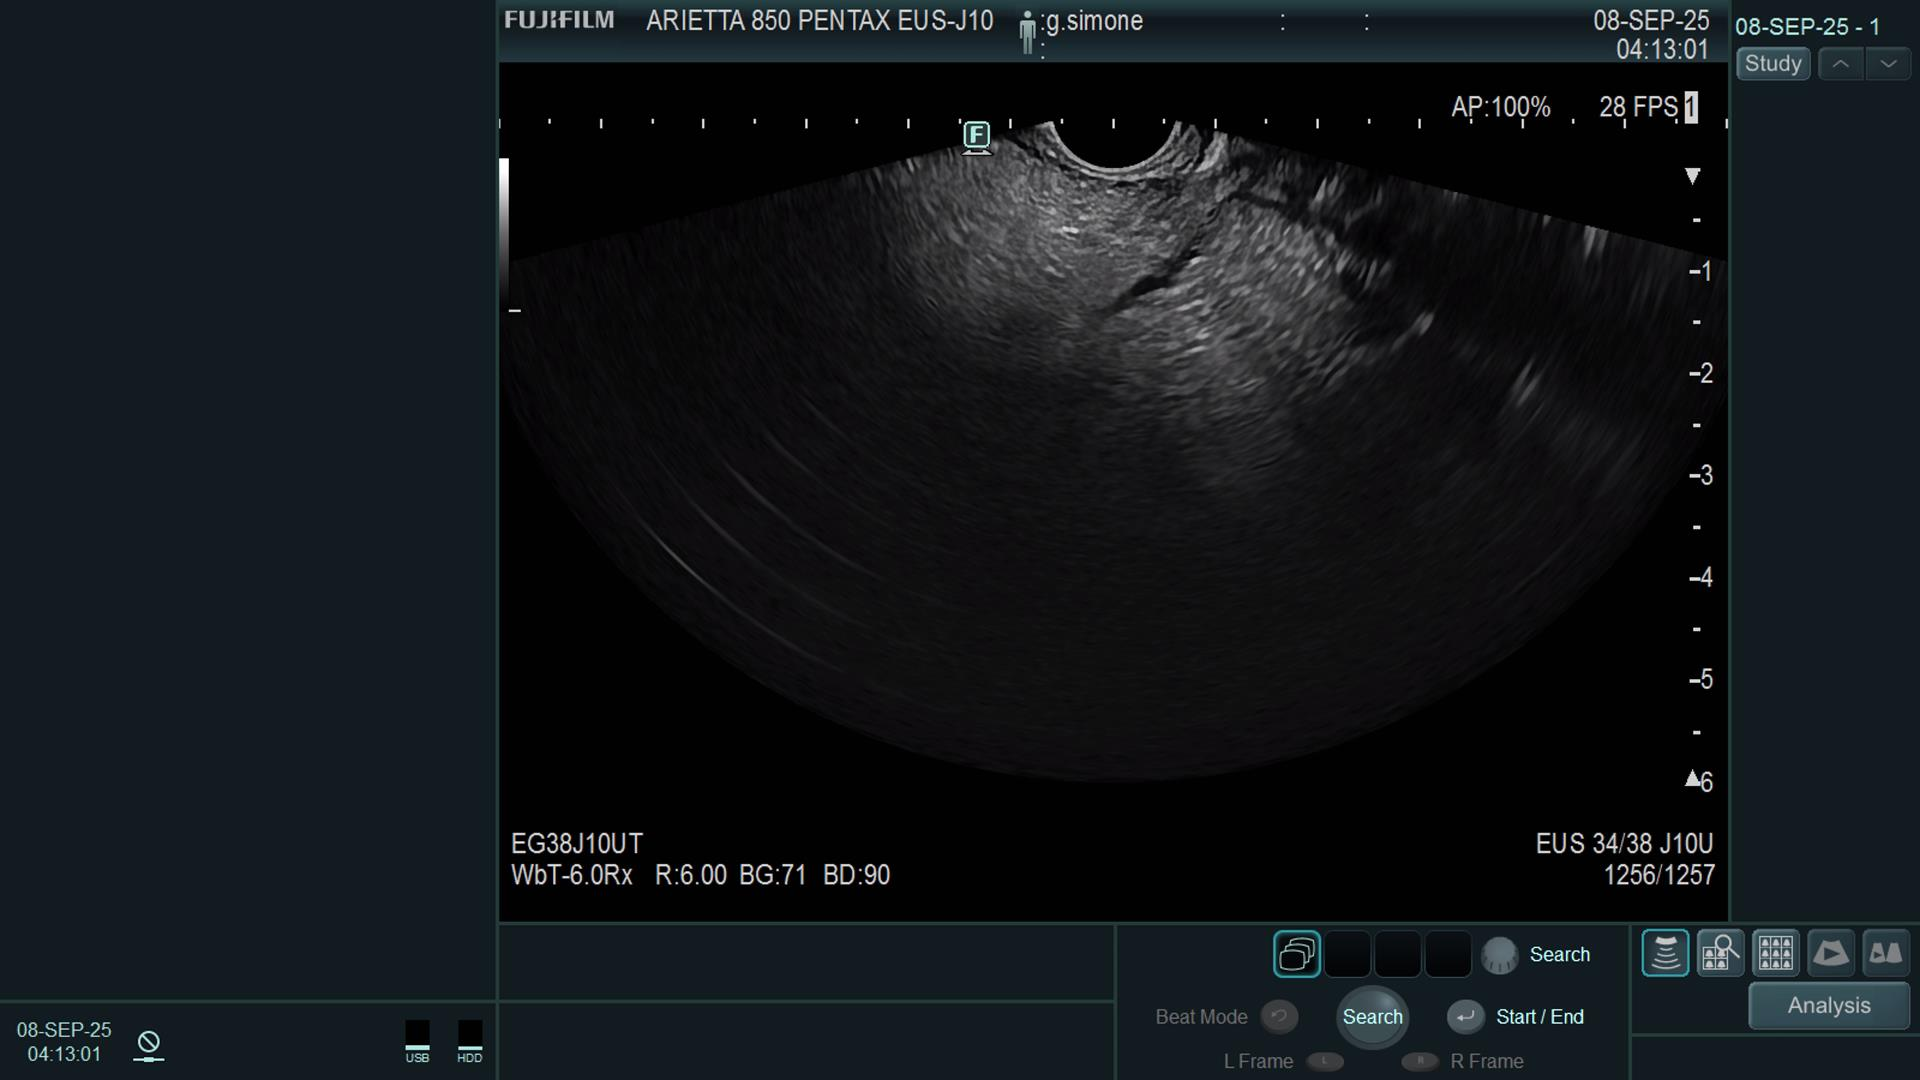 FUJIFILM ARIETTA 850 PENTAX EUS-J10 :g.simone : : 08-SEP-25
: 04:13:01
08-SEP-25 - 1
Study
AP:100% 28 FPS 1
F
1
2
3
4
5
6
EG38J10UT EUS 34/38 J10U
WbT-6.0Rx R:6.00 BG:71 BD:90 1256/1257
Search
Beat Mode Search Start / End
L Frame L R R Frame
Analysis
08-SEP-25
04:13:01
USB HDD